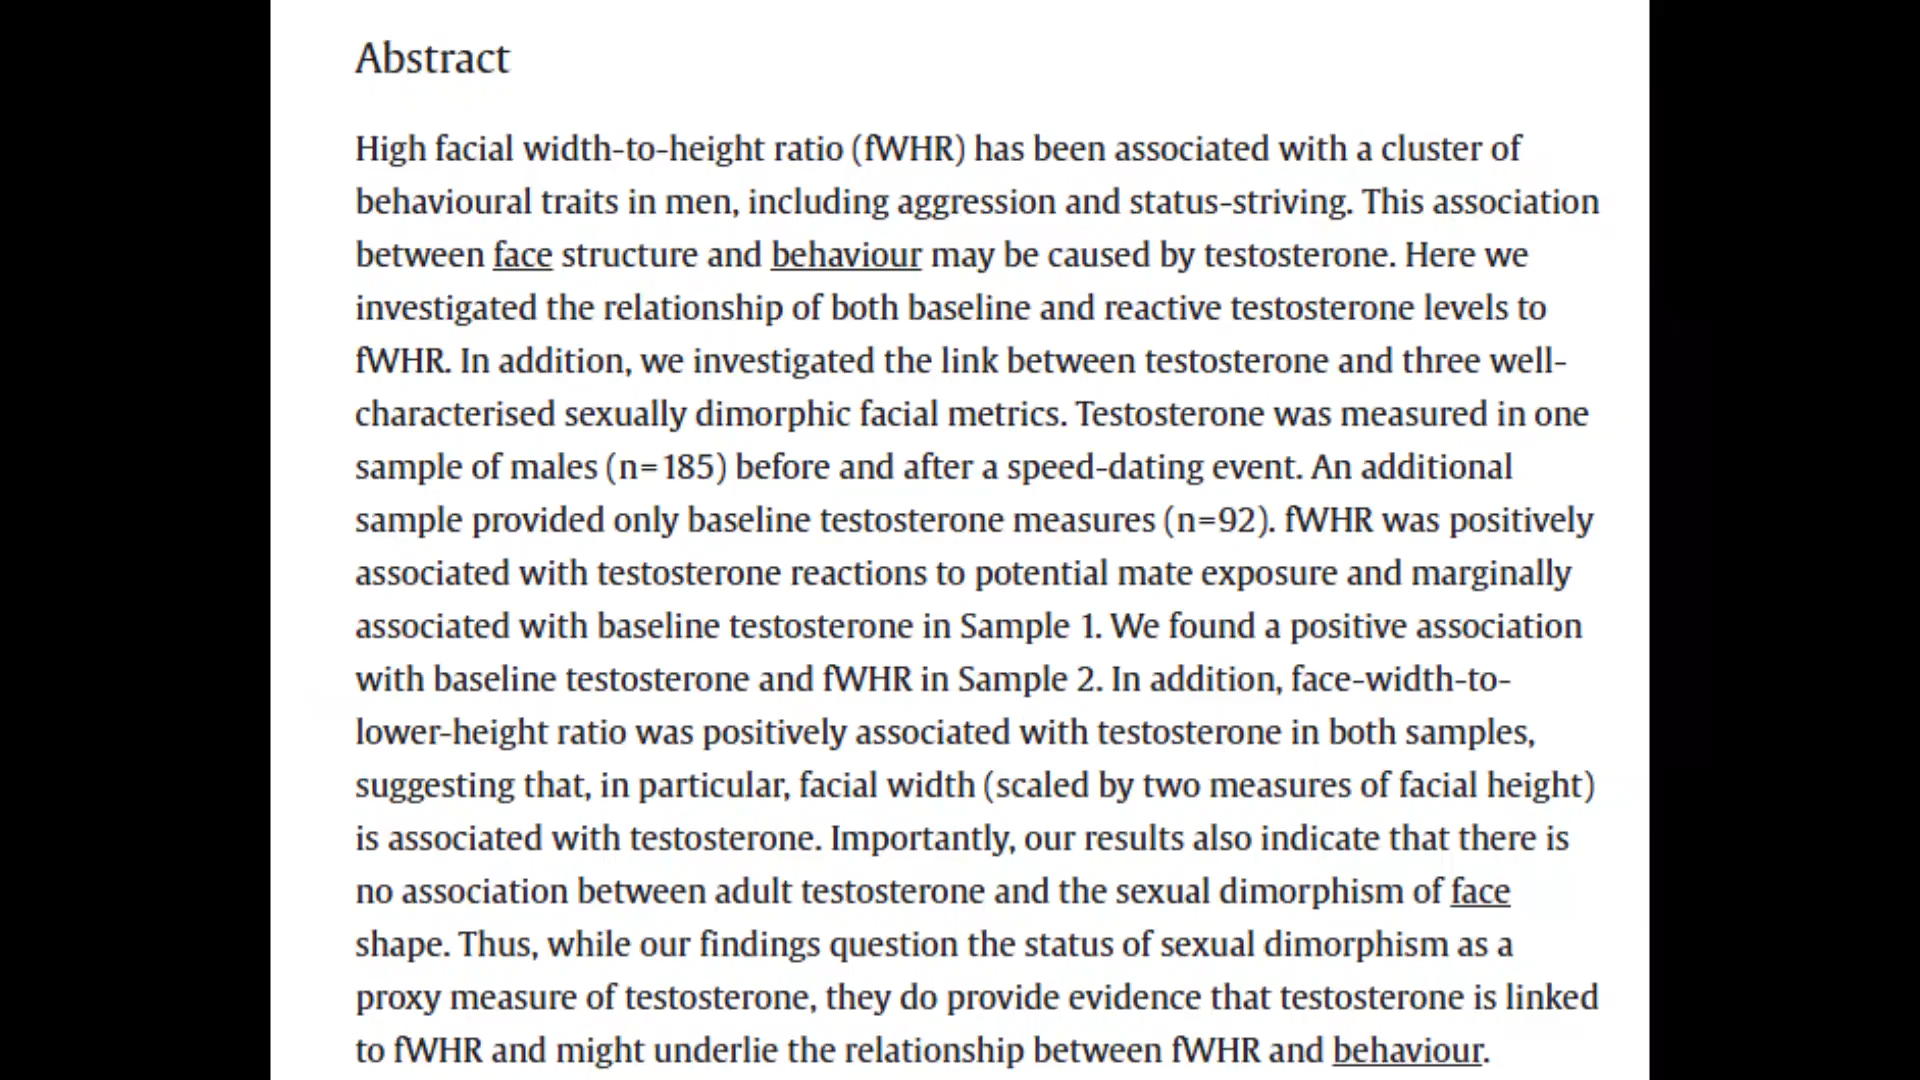 Abstract
High facial width-to-height ratio (fWHR) has been associated with a cluster of
behavioural traits in men, including aggression and status-striving. This association
between face structure and behaviour may be caused by testosterone. Here we
investigated the relationship of both baseline and reactive testosterone levels to
fWHR. In addition, we investigated the link between testosterone and three well-
characterised sexually dimorphic facial metrics. Testosterone was measured in one
sample of males (n=185) before and after a speed-dating event. An additional
sample provided only baseline testosterone measures (n=92). fWHR was positively
associated with testosterone reactions to potential mate exposure and marginally
associated with baseline testosterone in Sample 1. We found a positive association
with baseline testosterone and fWHR in Sample 2. In addition, face-width-to-
lower-height ratio was positively associated with testosterone in both samples,
suggesting that, in particular, facial width (scaled by two measures of facial height)
is associated with testosterone. Importantly, our results also indicate that there is
no association between adult testosterone and the sexual dimorphism of face
shape. Thus, while our findings question the status of sexual dimorphism as a
proxy measure of testosterone, they do provide evidence that testosterone is linked
to fWHR and might underlie the relationship between fWHR and behaviour.